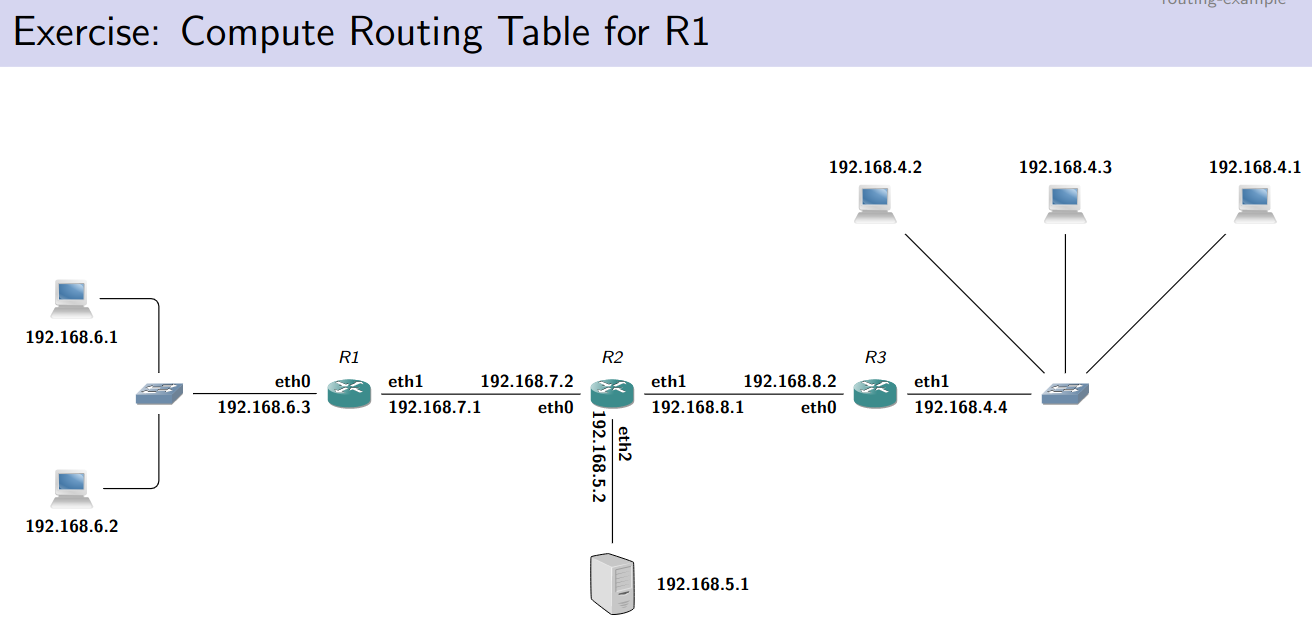 routing-example
Exercise: Compute Routing Table for R1
192.168.4.2
192.168.4.3
192.168.4.1
192.168.6.1
R1
R2
R3
eth0
192.168.6.3
eth1
192.168.7.1
192.168.7.2
eth0
eth1
192.168.8.1
192.168.8.2
eth0
eth1
192.168.4.4
eth2
192.168.5.2
192.168.6.2
192.168.5.1